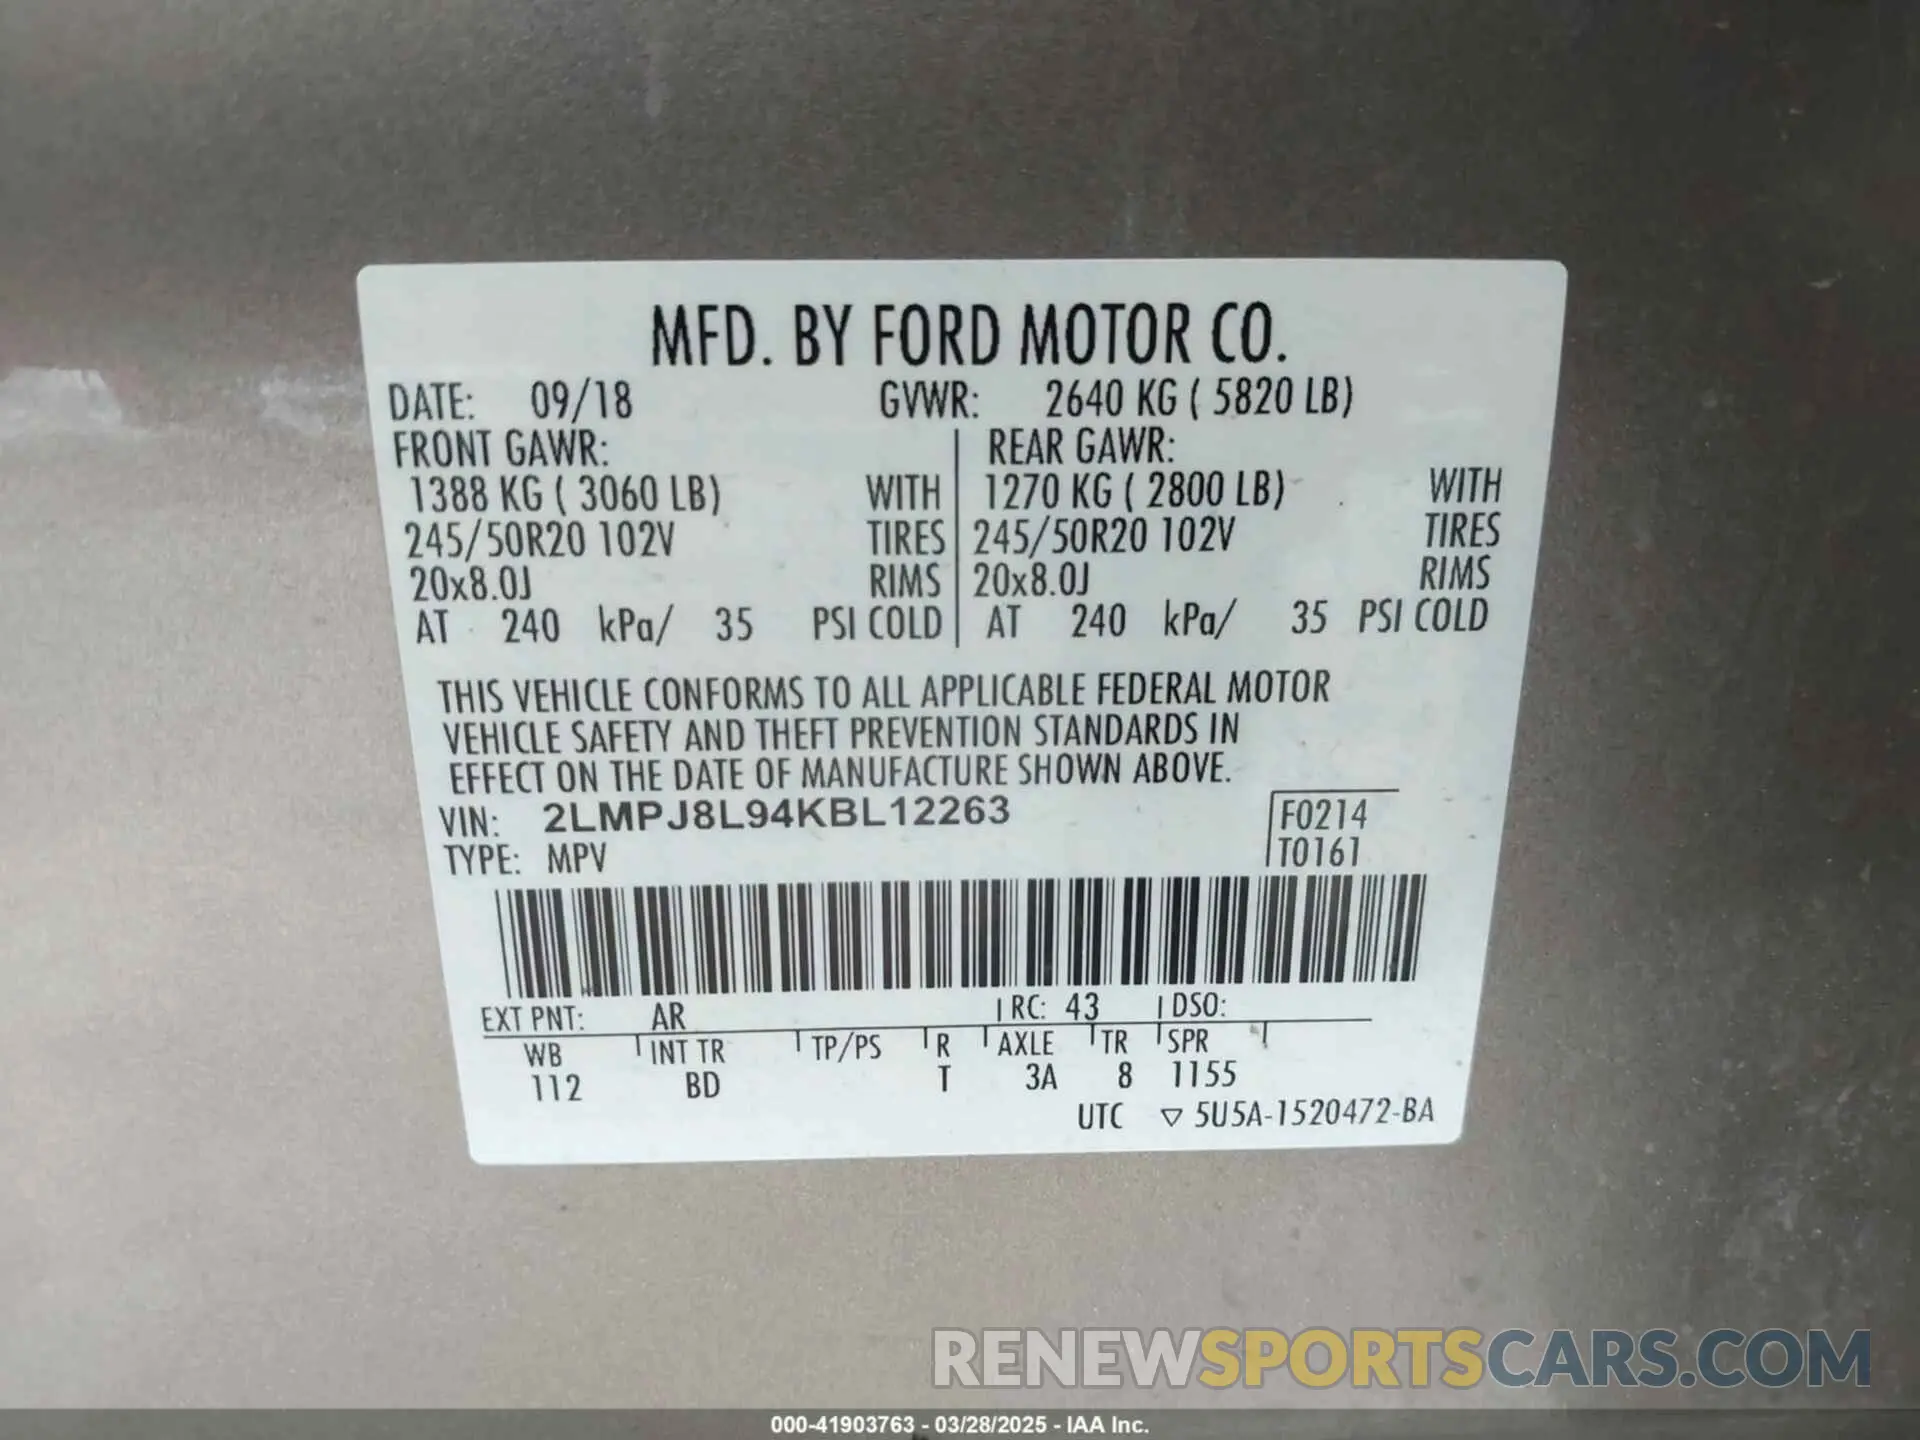 MFD. BY FORD MOTOR CO.
DATE: 09/18 GVWR: 2640 KG ( 5820 LB)
FRONT GAWR: REAR GAWR:
1388 KG ( 3060 LB) WITH 1270 KG ( 2800 LB) WITH
245/50R20 102V TIRES 245/50R20 102V TIRES
20x8.0J RIMS 20x8.0J RIMS
AT 240 kPa/ 35 PSI COLD AT 240 kPa/ 35 PSI COLD
THIS VEHICLE CONFORMS TO ALL APPLICABLE FEDERAL MOTOR
VEHICLE SAFETY AND THEFT PREVENTION STANDARDS IN
EFFECT ON THE DATE OF MANUFACTURE SHOWN ABOVE.
VIN: 2LMPJ8L94KBL12263 F0214
TYPE: MPV T0161
EXT PNT: AR RC: 43 DSO:
WB INT TR TP/PS R AXLE TR SPR
112 BD T 3A 8 1155
UTC ▽ 5U5A-1520472-BA
RENEWSPORTSCARS.COM
000-41903763 - 03/28/2025 - IAA Inc.